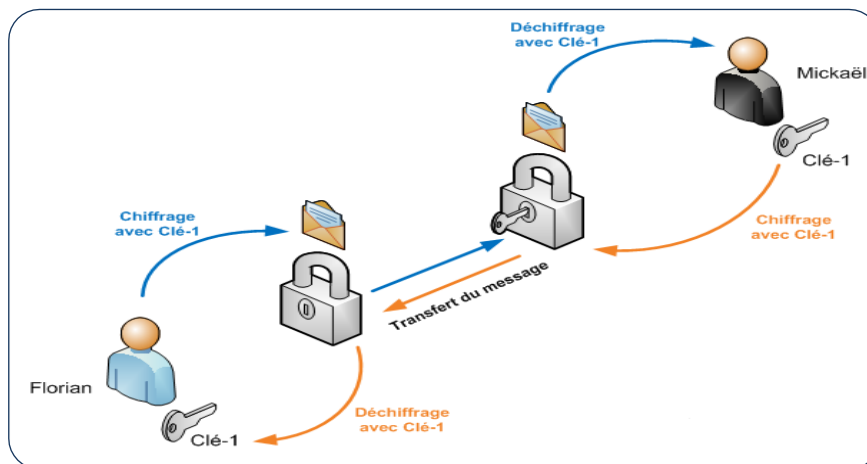 Déchiffrage
avec Clé-1
Mickaël
Clé-1
Chiffrage
avec Clé-1
Chiffrage
avec Clé-1
Transfert du message
Florian
Clé-1
Déchiffrage
avec Clé-1